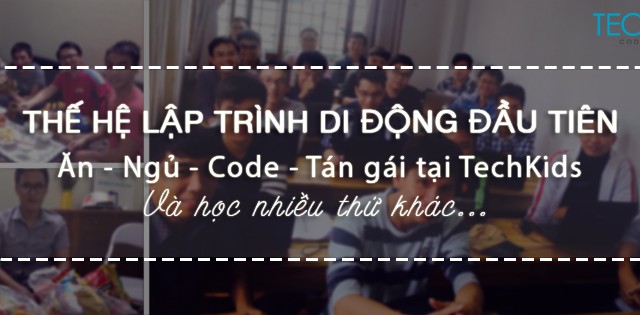 TEC
THẾ HỆ LẬP TRÌNH DI ĐỘNG ĐẦU TIÊN
Ăn - Ngủ - Code - Tán gái tại TechKids
Và học nhiều thứ khác...